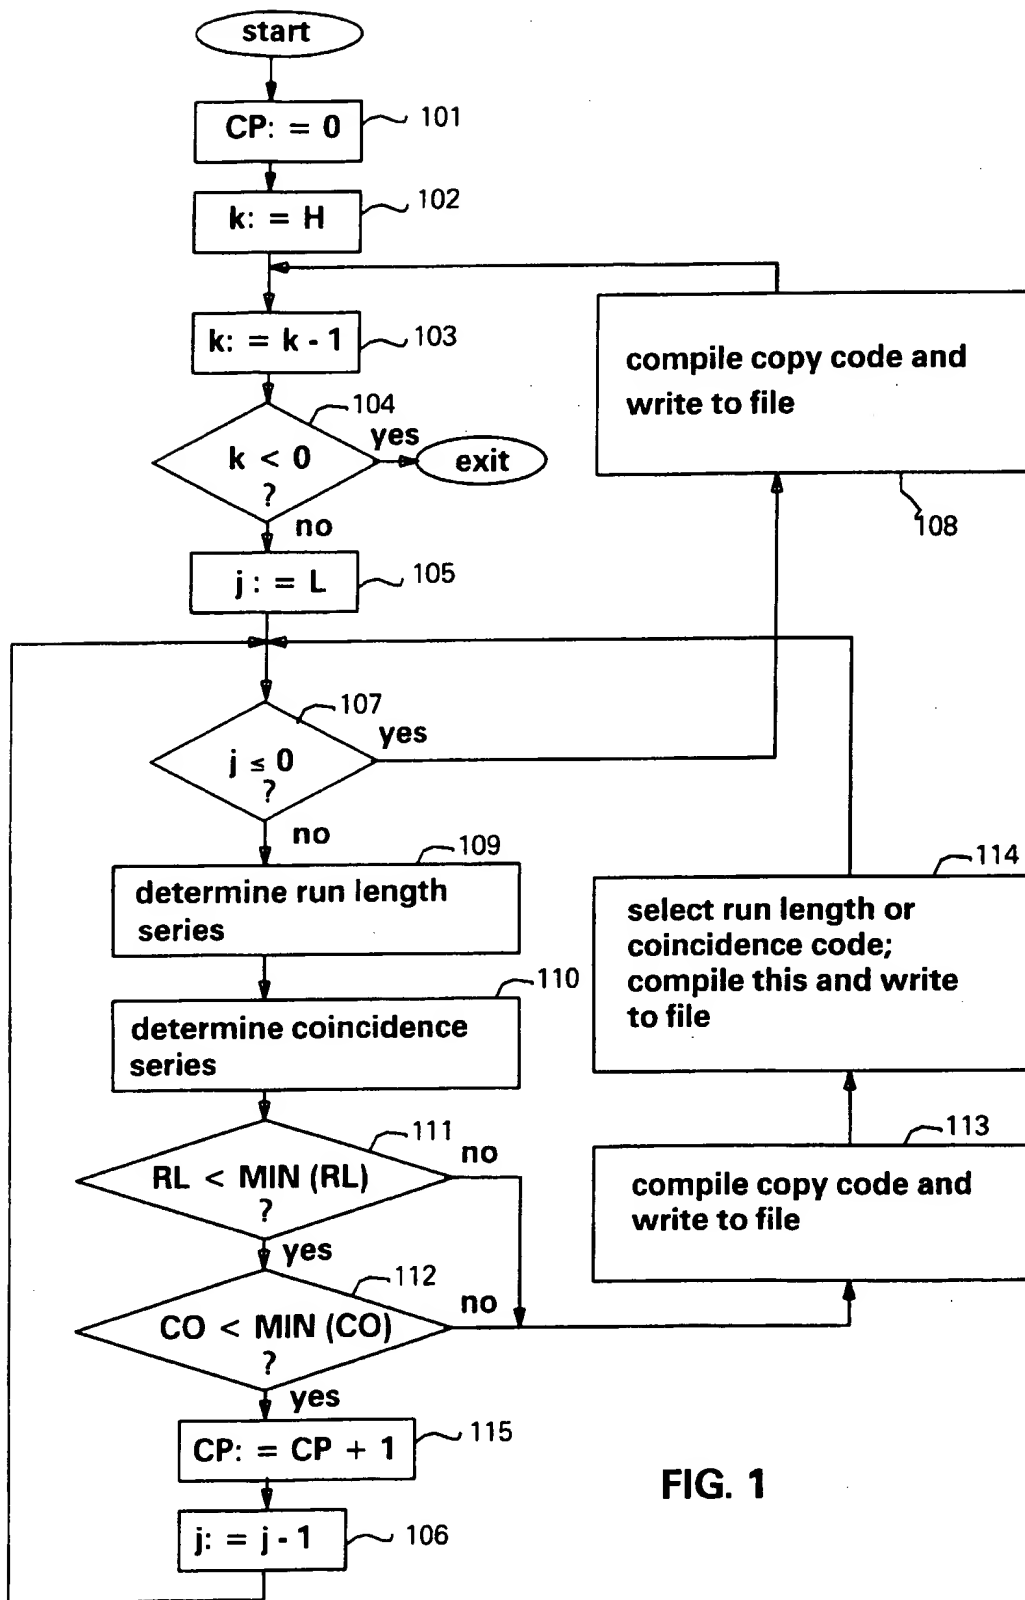 start
CP: = 0
101
k: = H
102
k: = k - 1
103
104
k < 0
?
yes
exit
no
j : = L
105
compile copy code and
write to file
108
107
j ≤ 0
?
yes
no
109
determine run length
series
110
determine coincidence
series
111
RL < MIN (RL)
?
no
yes
112
CO < MIN (CO)
?
no
yes
114
select run length or
coincidence code;
compile this and write
to file
113
compile copy code and
write to file
CP: = CP + 1
115
j: = j - 1
106
FIG. 1